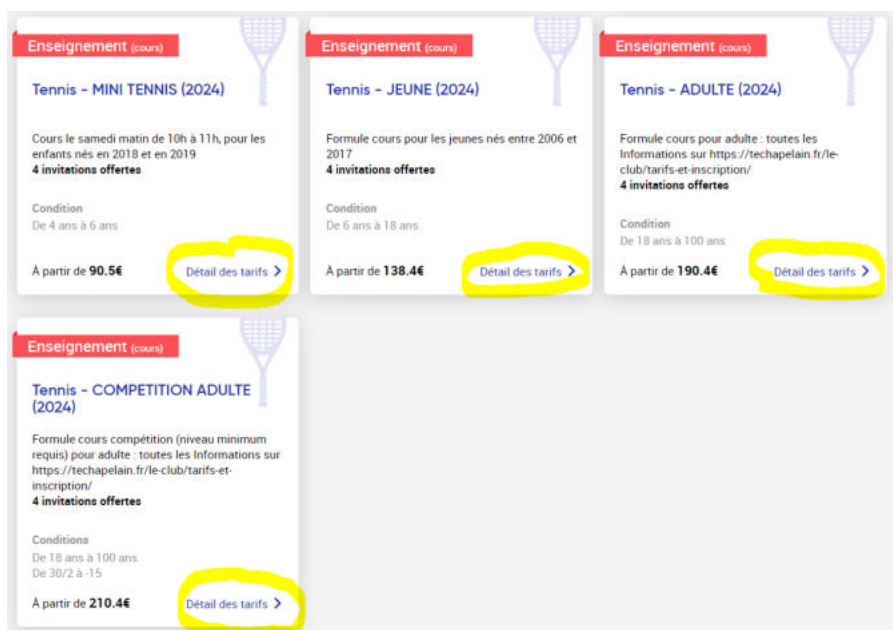 Enseignement (cours)
Tennis - MINI TENNIS (2024)
Cours le samedi matin de 10h à 11h, pour les
enfants nés en 2018 et en 2019
4 invitations offertes
Condition
De 4 ans à 6 ans
À partir de 90.5€
Détail des tarifs
Enseignement (cours)
Tennis - JEUNE (2024)
Formule cours pour les jeunes nés entre 2006 et
2017
4 invitations offertes
Condition
De 6 ans à 18 ans
À partir de 138.4€
Détail des tarifs
Enseignement (cours)
Tennis - ADULTE (2024)
Formule cours pour adulte : toutes les
Informations sur https://techapelain.fr/le-
club/tarifs-et-inscription/
4 invitations offertes
Condition
De 18 ans à 100 ans
À partir de 190.4€
Détail des tarifs
Enseignement (cours)
Tennis - COMPETITION ADULTE
(2024)
Formule cours compétition (niveau minimum
requis) pour adulte : toutes les Informations sur
https://techapelain.fr/le-club/tarifs-et-
inscription/
4 invitations offertes
Conditions
De 18 ans à 100 ans
De 30/2 à -15
À partir de 210.4€
Détail des tarifs